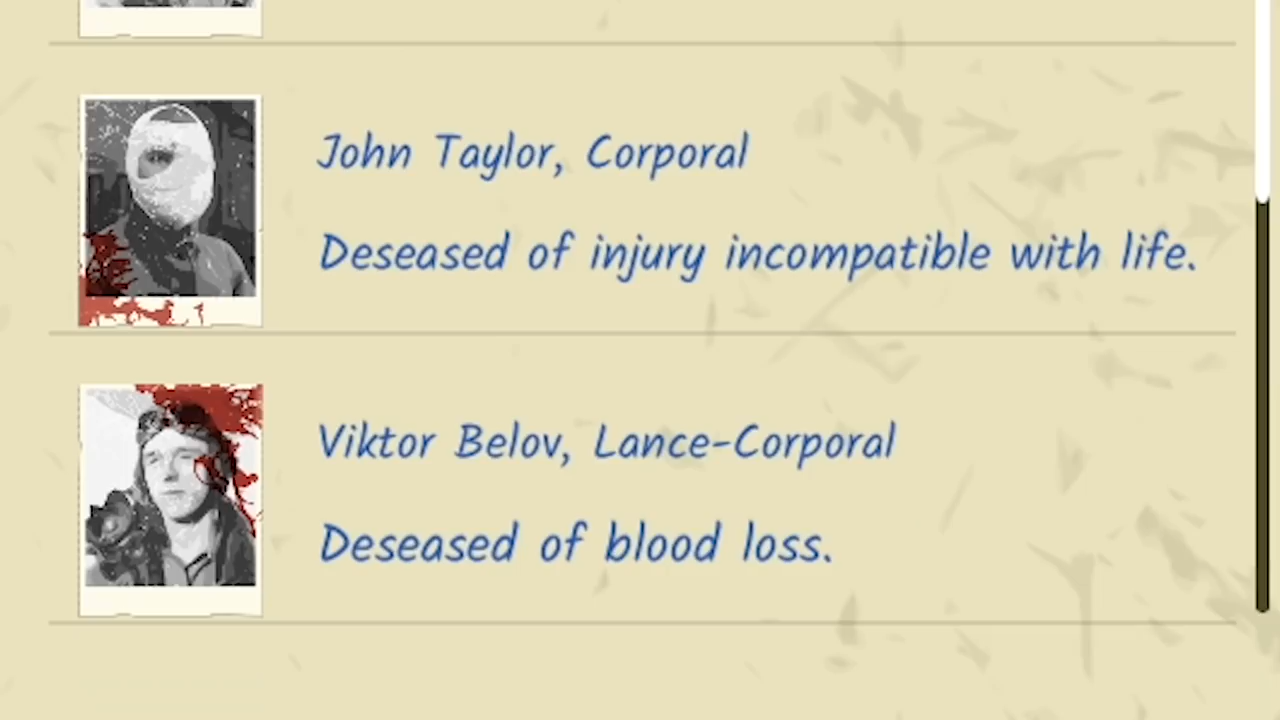 John Taylor, Corporal
Deseased of injury incompatible with life.
Viktor Belov, Lance-Corporal
Deseased of blood loss.